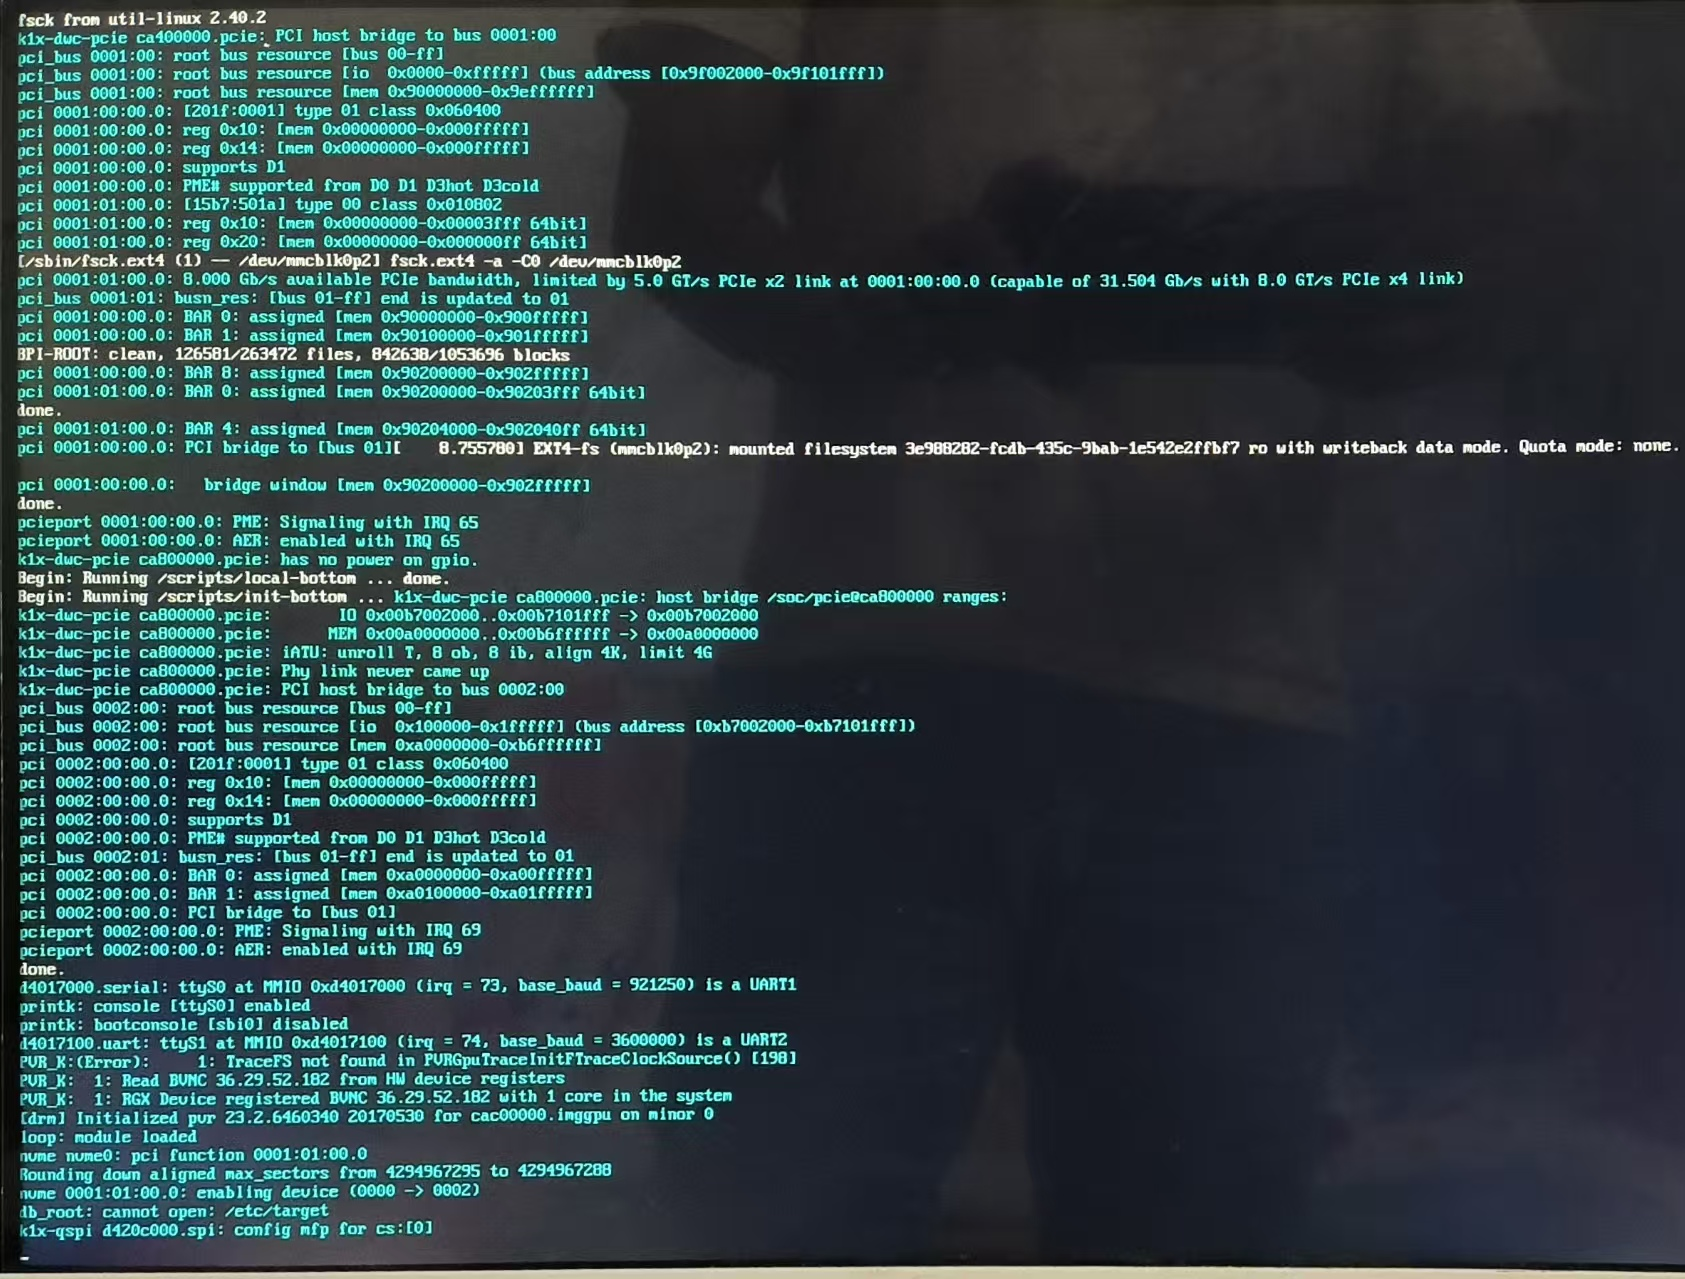 fsck from util-linux 2.40.2
k1x-dwc-pcie ca400000.pcie: PCI host bridge to bus 0001:00
pci_bus 0001:00: root bus resource [bus 00-ff]
pci_bus 0001:00: root bus resource [io  0x0000-0xfffff] (bus address [0x9f002000-0x9f101fff])
pci_bus 0001:00: root bus resource [mem 0x90000000-0x9effffff]
pci 0001:00:00.0: [201f:0001] type 01 class 0x060400
pci 0001:00:00.0: reg 0x10: [mem 0x00000000-0x000fffff]
pci 0001:00:00.0: reg 0x14: [mem 0x00000000-0x000fffff]
pci 0001:00:00.0: supports D1
pci 0001:00:00.0: PME# supported from D0 D1 D3hot D3cold
pci 0001:01:00.0: [15b7:501a] type 00 class 0x010802
pci 0001:01:00.0: reg 0x10: [mem 0x00000000-0x00003fff 64bit]
pci 0001:01:00.0: reg 0x20: [mem 0x00000000-0x000000ff 64bit]
[/sbin/fsck.ext4 (1) -- /dev/mmcblk0p2] fsck.ext4 -a -C0 /dev/mmcblk0p2
pci 0001:01:00.0: 8.000 Gb/s available PCIe bandwidth, limited by 5.0 GT/s PCIe x2 link at 0001:00:00.0 (capable of 31.504 Gb/s with 8.0 GT/s PCIe x4 link)
pci_bus 0001:01: busn_res: [bus 01-ff] end is updated to 01
pci 0001:00:00.0: BAR 0: assigned [mem 0x90000000-0x900fffff]
pci 0001:00:00.0: BAR 1: assigned [mem 0x90100000-0x901fffff]
BPI-ROOT: clean, 126581/263472 files, 842638/1053696 blocks
pci 0001:00:00.0: BAR 8: assigned [mem 0x90200000-0x902fffff]
pci 0001:01:00.0: BAR 0: assigned [mem 0x90200000-0x90203fff 64bit]
done.
pci 0001:01:00.0: BAR 4: assigned [mem 0x90204000-0x902040ff 64bit]
pci 0001:00:00.0: PCI bridge to [bus 01][    8.755780] EXT4-fs (mmcblk0p2): mounted filesystem 3e988282-fcdb-435c-9bab-1e542e2ffbf7 ro with writeback data mode. Quota mode: none.
pci 0001:00:00.0:   bridge window [mem 0x90200000-0x902fffff]
done.
pcieport 0001:00:00.0: PME: Signaling with IRQ 65
pcieport 0001:00:00.0: AER: enabled with IRQ 65
k1x-dwc-pcie ca800000.pcie: has no power on gpio.
Begin: Running /scripts/local-bottom ... done.
Begin: Running /scripts/init-bottom ... k1x-dwc-pcie ca800000.pcie: host bridge /soc/pcie@ca800000 ranges:
k1x-dwc-pcie ca800000.pcie:       IO 0x00b7002000..0x00b7101fff -> 0x00b7002000
k1x-dwc-pcie ca800000.pcie:      MEM 0x00a0000000..0x00b6ffffff -> 0x00a0000000
k1x-dwc-pcie ca800000.pcie: iATU: unroll T, 8 ob, 8 ib, align 4K, limit 4G
k1x-dwc-pcie ca800000.pcie: Phy link never came up
k1x-dwc-pcie ca800000.pcie: PCI host bridge to bus 0002:00
pci_bus 0002:00: root bus resource [bus 00-ff]
pci_bus 0002:00: root bus resource [io  0x100000-0x1fffff] (bus address [0xb7002000-0xb7101fff])
pci_bus 0002:00: root bus resource [mem 0xa0000000-0xb6ffffff]
pci 0002:00:00.0: [201f:0001] type 01 class 0x060400
pci 0002:00:00.0: reg 0x10: [mem 0x00000000-0x000fffff]
pci 0002:00:00.0: reg 0x14: [mem 0x00000000-0x000fffff]
pci 0002:00:00.0: supports D1
pci 0002:00:00.0: PME# supported from D0 D1 D3hot D3cold
pci_bus 0002:01: busn_res: [bus 01-ff] end is updated to 01
pci 0002:00:00.0: BAR 0: assigned [mem 0xa0000000-0xa00fffff]
pci 0002:00:00.0: BAR 1: assigned [mem 0xa0100000-0xa01fffff]
pci 0002:00:00.0: PCI bridge to [bus 01]
pcieport 0002:00:00.0: PME: Signaling with IRQ 69
pcieport 0002:00:00.0: AER: enabled with IRQ 69
done.
d4017000.serial: ttyS0 at MMIO 0xd4017000 (irq = 73, base_baud = 921250) is a UART1
printk: console [ttyS0] enabled
printk: bootconsole [sbi0] disabled
d4017100.uart: ttyS1 at MMIO 0xd4017100 (irq = 74, base_baud = 3600000) is a UART2
PVR_K:(Error):     1: TraceFS not found in PVRGpuTraceInitFTraceClockSource() [198]
PVR_K:  1: Read BVNC 36.29.52.182 from HW device registers
PVR_K:  1: RGX Device registered BVNC 36.29.52.182 with 1 core in the system
[drm] Initialized pvr 23.2.6460340 20170530 for cac00000.imggpu on minor 0
loop: module loaded
nvme nvme0: pci function 0001:01:00.0
Rounding down aligned max_sectors from 4294967295 to 4294967288
nvme 0001:01:00.0: enabling device (0000 -> 0002)
db_root: cannot open: /etc/target
k1x-qspi d420c000.spi: config mfp for cs:[0]